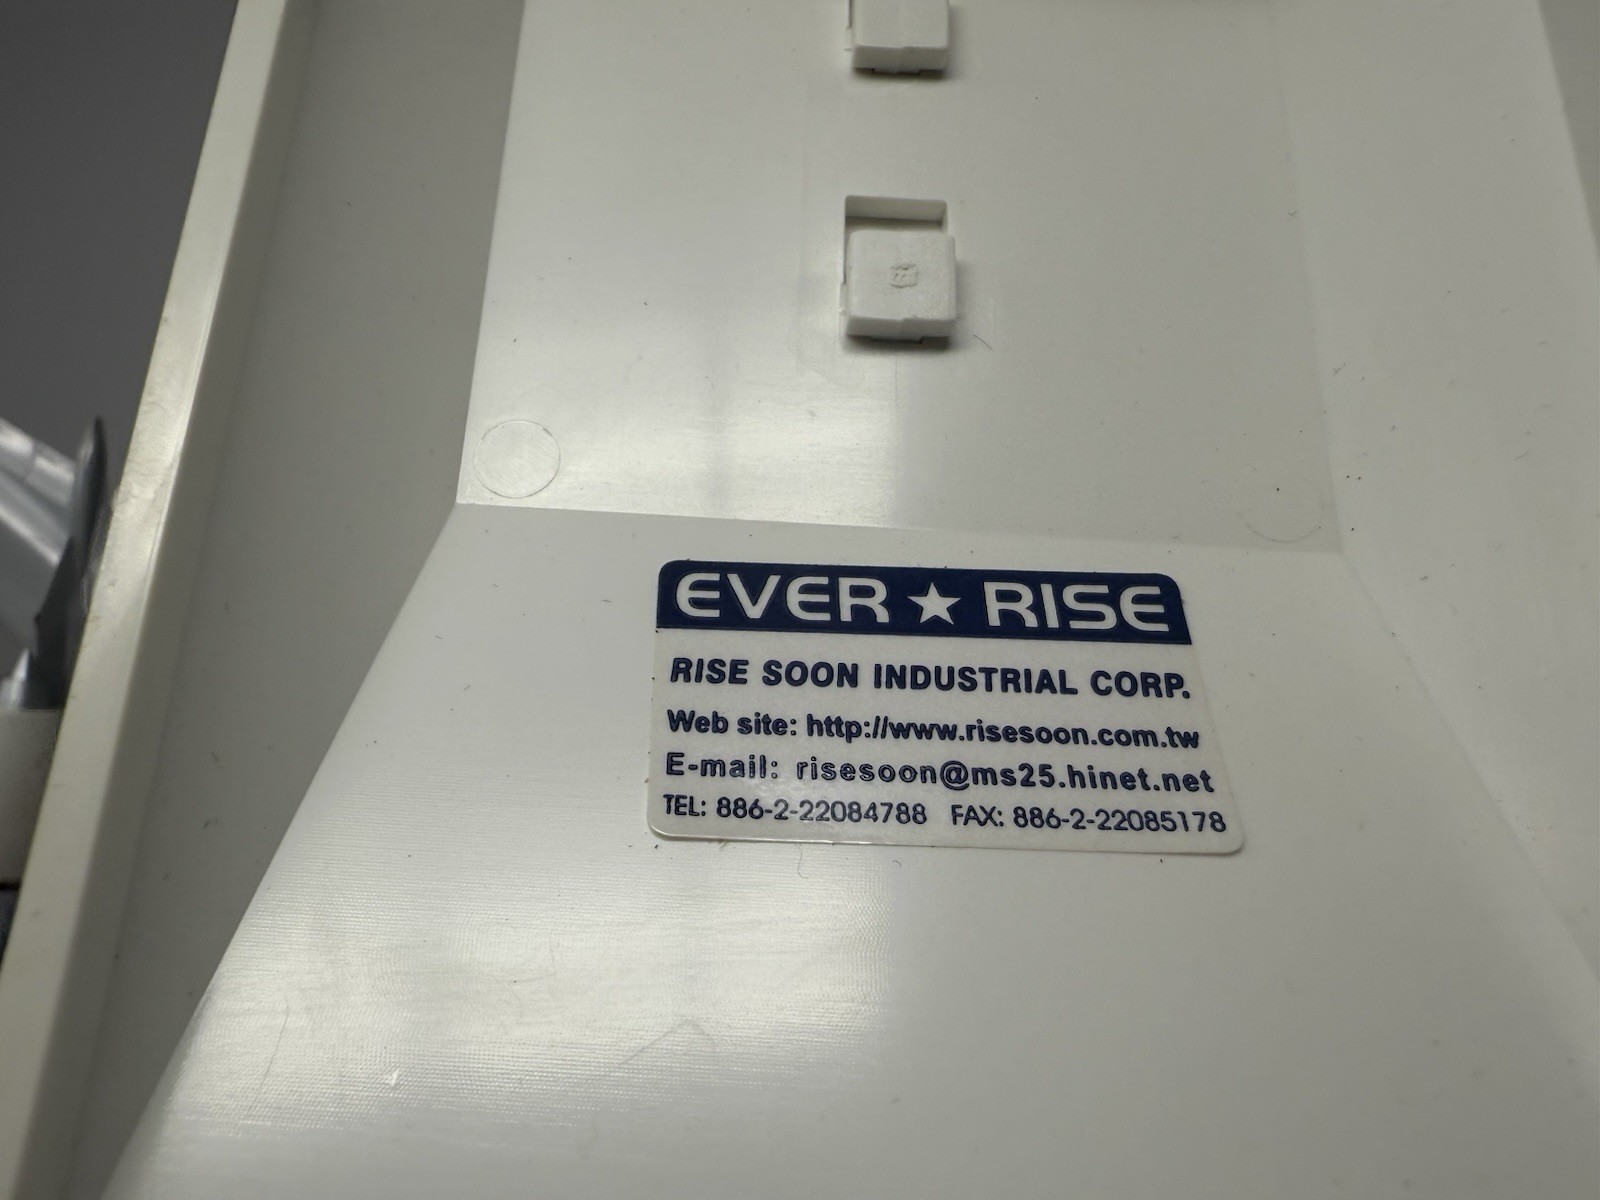 EVER ★ RISE
RISE SOON INDUSTRIAL CORP.
Web site: http://www.risesoon.com.tw
E-mail: risesoon@ms25.hinet.net
TEL: 886-2-22084788 FAX: 886-2-22085178